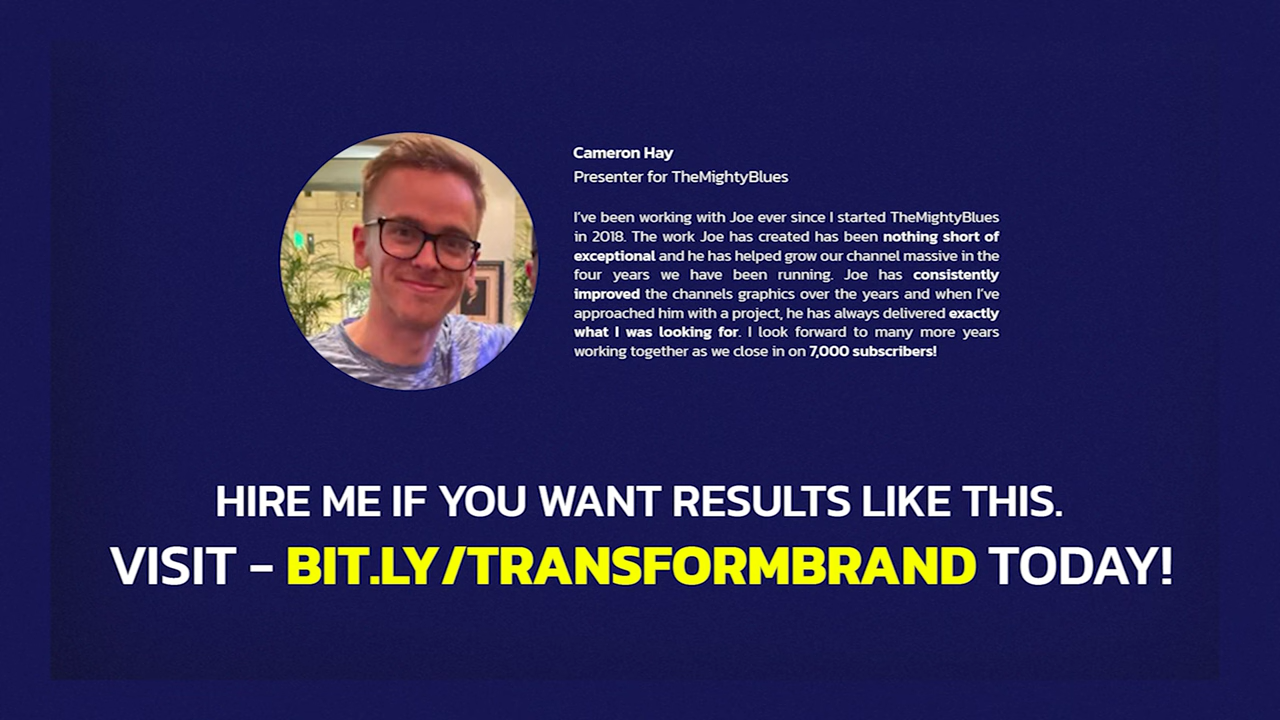 Cameron Hay
Presenter for TheMightyBlues
I've been working with Joe ever since I started TheMightyBlues
in 2018. The work Joe has created has been nothing short of
exceptional and he has helped grow our channel massive in the
four years we have been running. Joe has consistently
improved the channels graphics over the years and when I've
approached him with a project, he has always delivered exactly
what I was looking for. I look forward to many more years
working together as we close in on 7,000 subscribers!
HIRE ME IF YOU WANT RESULTS LIKE THIS.
VISIT – BIT.LY/TRANSFORMBRAND TODAY!